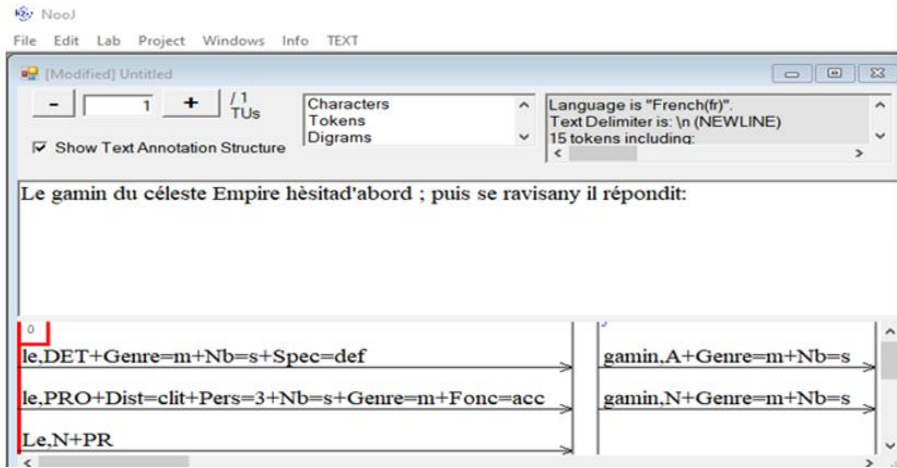 NooJ
File Edit Lab Project Windows Info TEXT
[Modified] Untitled
- 1 + / 1 TUs
Show Text Annotation Structure
Characters
Tokens
Digrams
Language is "French(fr)".
Text Delimiter is: \n (NEWLINE)
15 tokens including:
Le gamin du céleste Empire hèsitad'abord ; puis se ravisany il répondit:
0
le,DET+Genre=m+Nb=s+Spec=def
gamin,A+Genre=m+Nb=s
le,PRO+Dist=clit+Pers=3+Nb=s+Genre=m+Fonc=acc
gamin,N+Genre=m+Nb=s
Le,N+PR